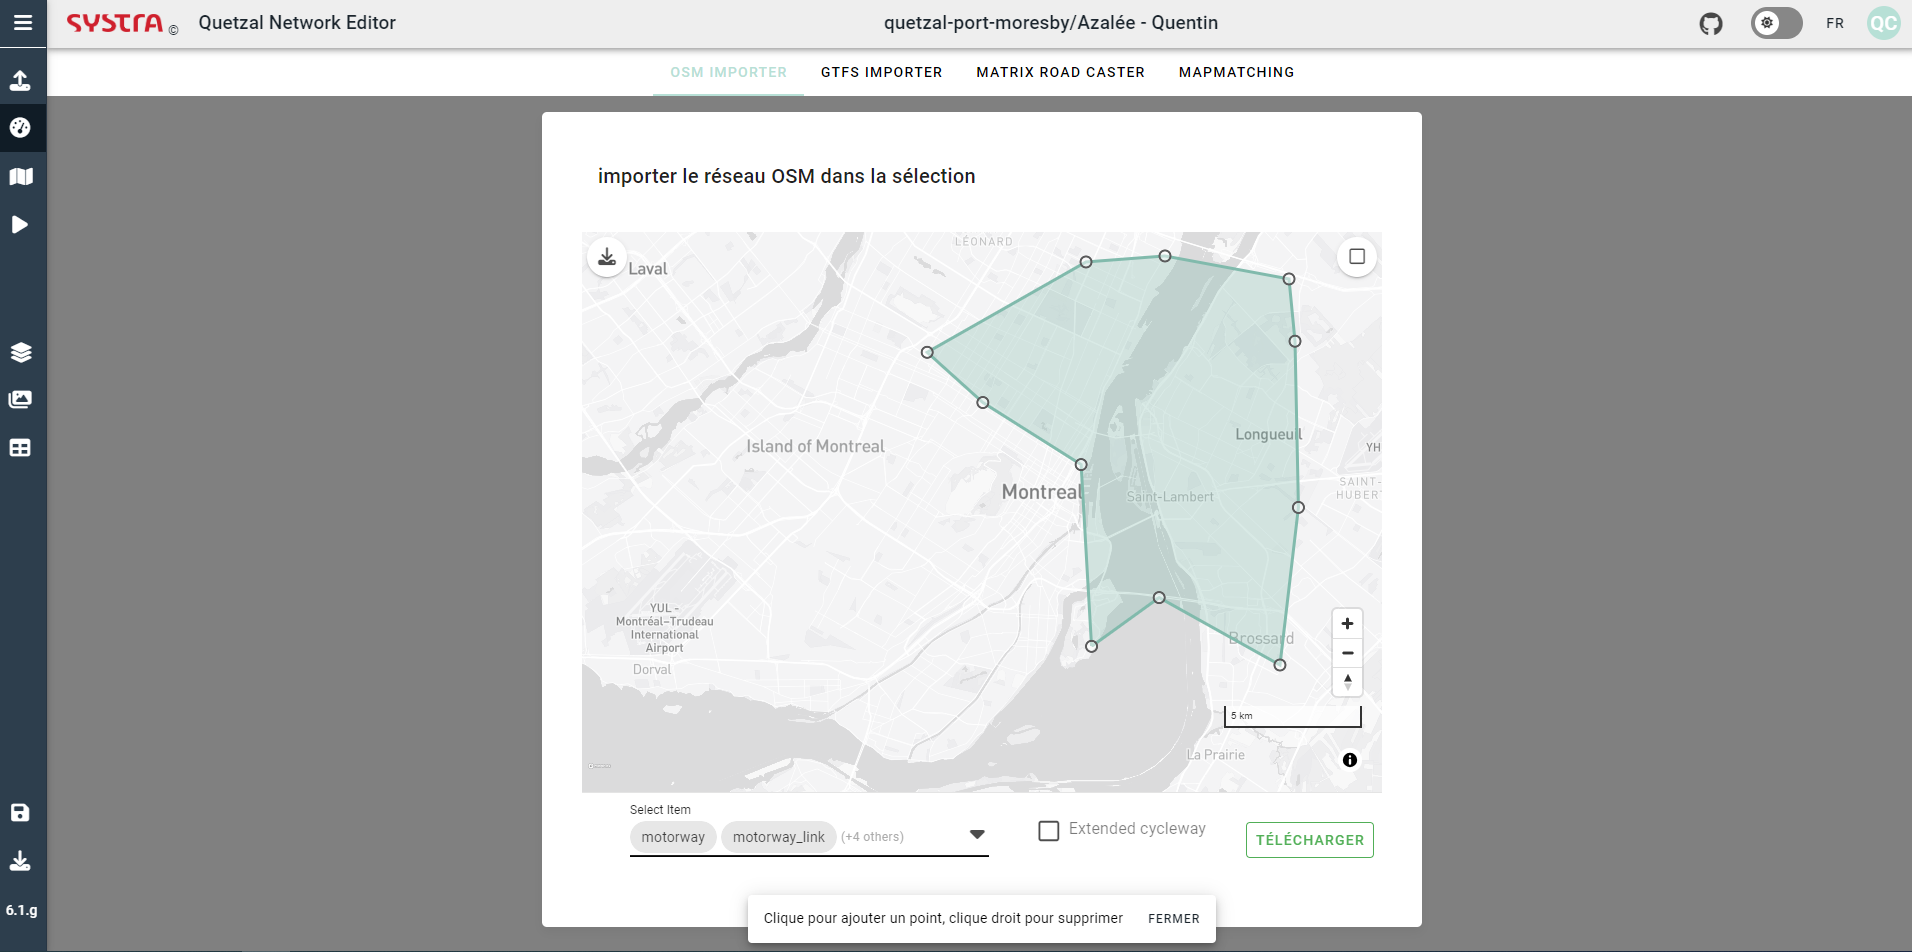 SYSTRA ©
Quetzal Network Editor
quetzal-port-moresby/Azalée - Quentin
FR
QC
OSM IMPORTER
GTFS IMPORTER
MATRIX ROAD CASTER
MAPMATCHING
importer le réseau OSM dans la sélection
LÉONARD
Laval
Island of Montreal
Longueuil
YH
SAINT-
HUBERT
Montreal
Saint-Lambert
YUL -
Montréal–Trudeau
International
Airport
Dorval
Brossard
5 km
La Prairie
Select Item
motorway
motorway_link
(+4 others)
Extended cycleway
TÉLÉCHARGER
Clique pour ajouter un point, clique droit pour supprimer
FERMER
6.1.g